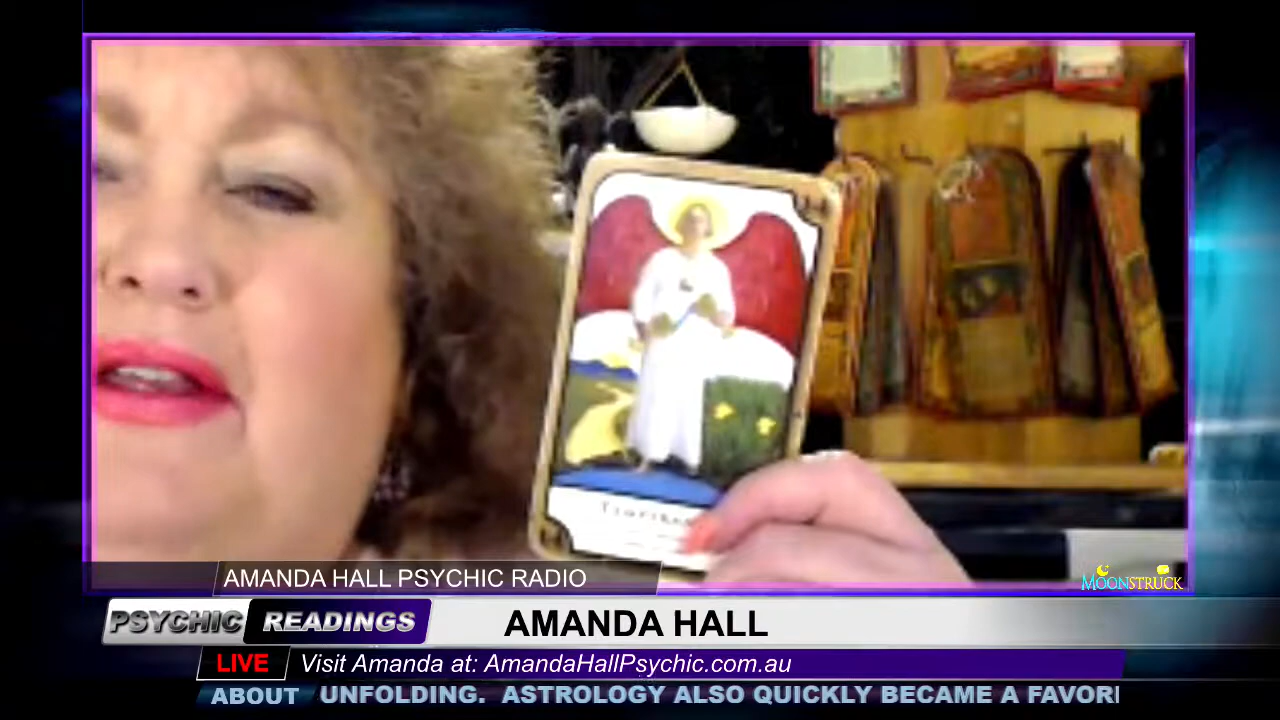 AMANDA HALL PSYCHIC RADIO
MOONSTRUCK
PSYCHIC READINGS
AMANDA HALL
LIVE
Visit Amanda at: AmandaHallPsychic.com.au
ABOUT
UNFOLDING. ASTROLOGY ALSO QUICKLY BECAME A FAVORI